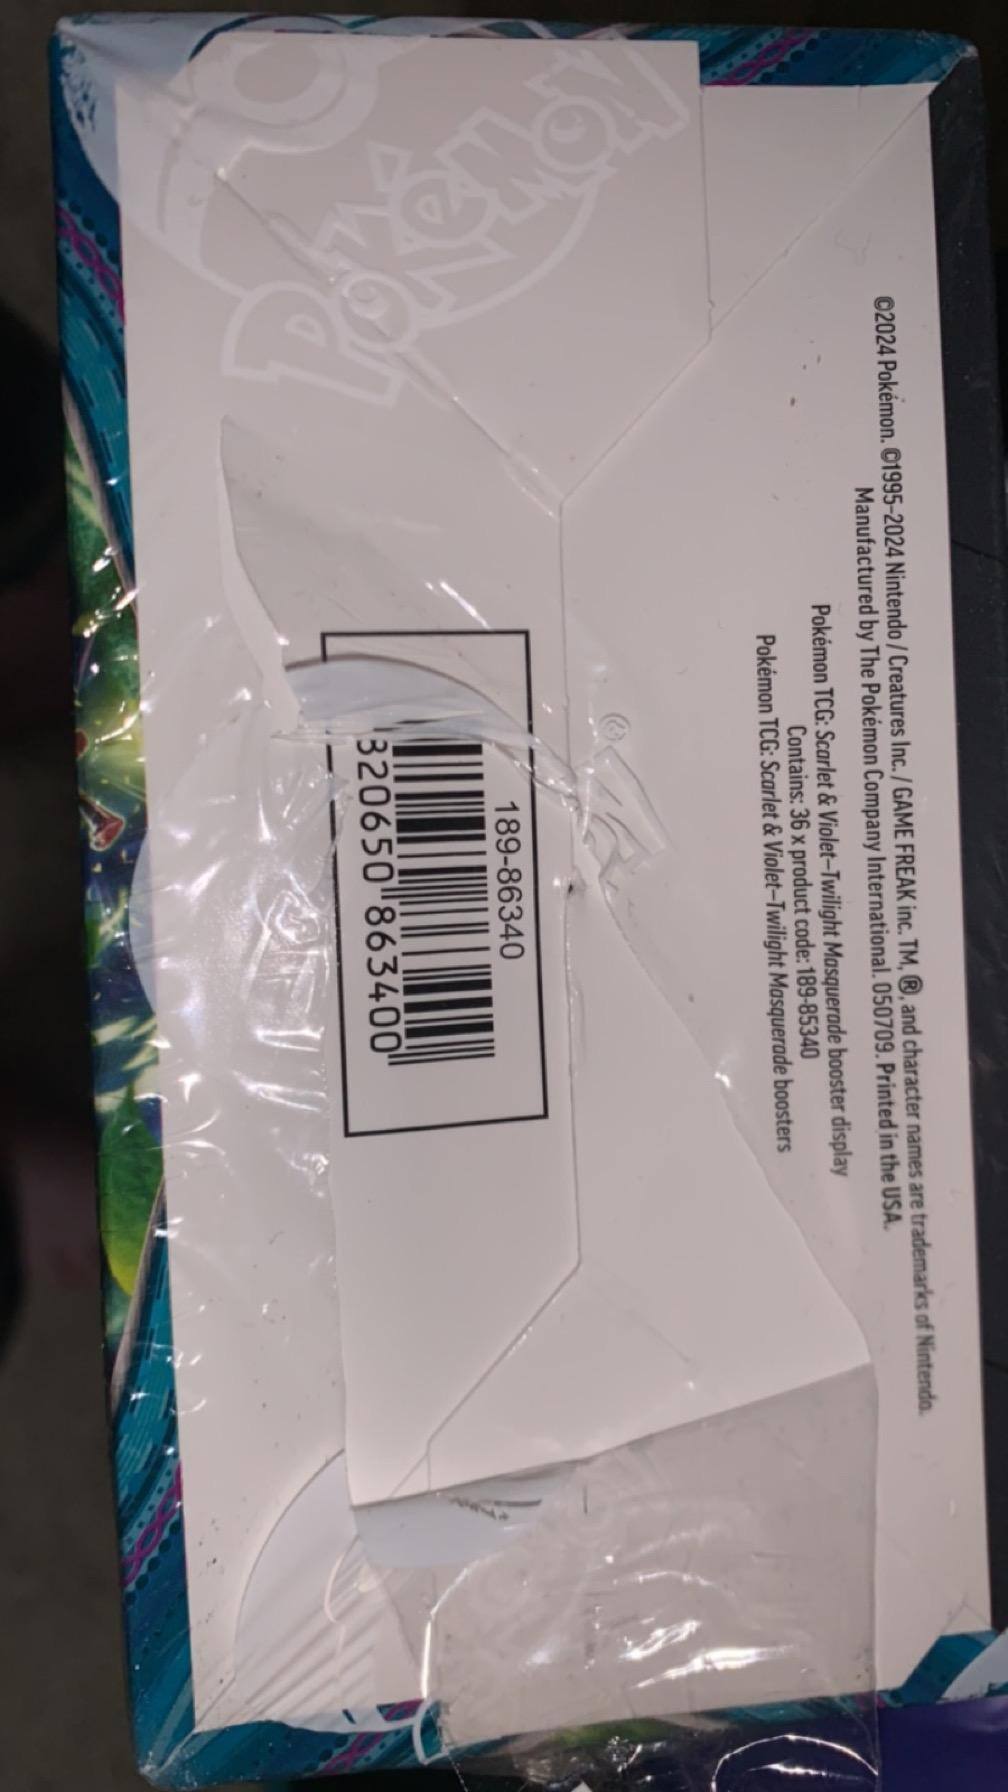 ©2024 Pokémon. ©1995–2024 Nintendo / Creatures Inc. / GAME FREAK inc. TM, ®, and character names are trademarks of Nintendo.
Manufactured by The Pokémon Company International. 050709. Printed in the USA.
Pokémon TCG: Scarlet & Violet—Twilight Masquerade booster display
Contains: 36 x product code: 189-85340
Pokémon TCG: Scarlet & Violet—Twilight Masquerade boosters
189-86340
320650 863400
POKéMON